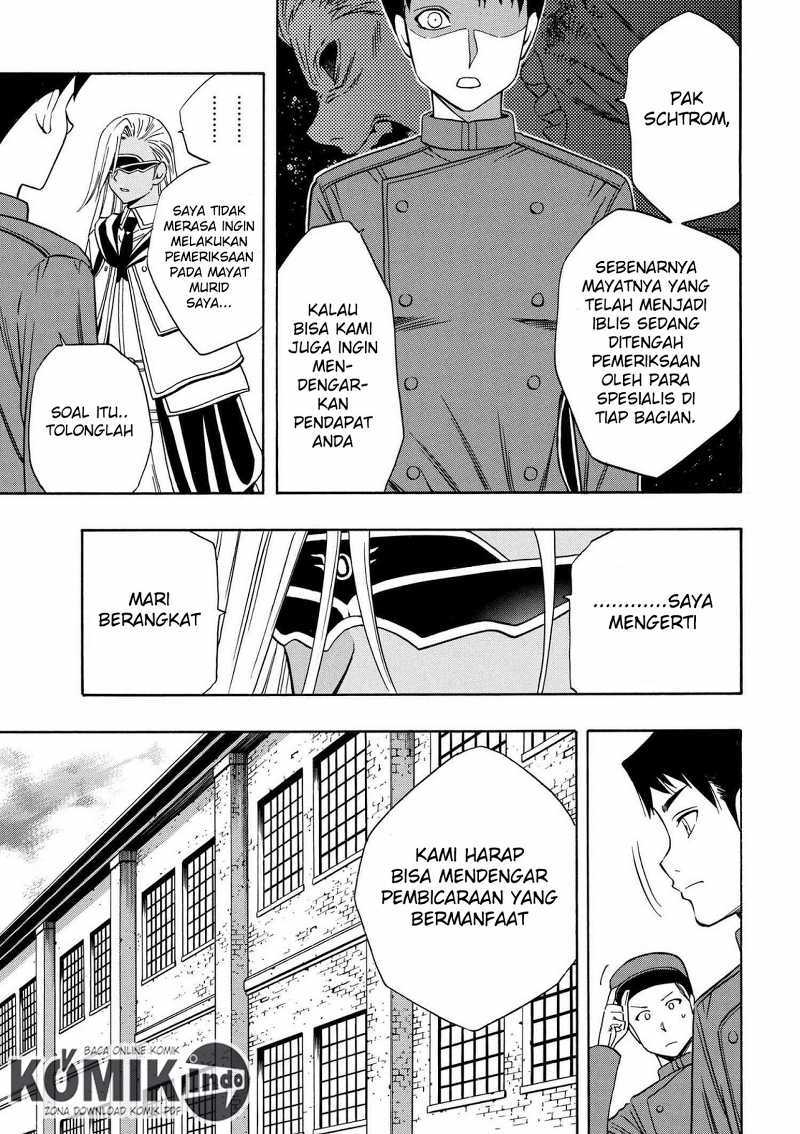 PAK
SCHTROM,
SEBENARNYA
MAYATNYA YANG
TELAH MENJADI
IBLIS SEDANG
DITENGAH
PEMERIKSAAN
OLEH PARA
SPESIALIS DI
TIAP BAGIAN.
KALAU
BISA KAMI
JUGA INGIN
MEN-
DENGAR-
KAN
PENDAPAT
ANDA
............
SAYA TIDAK
MERASA INGIN
MELAKUKAN
PEMERIKSAAN
PADA MAYAT
MURID
SAYA...
SOAL ITU..
TOLONGLAH
............SAYA
MENGERTI
MARI
BERANGKAT
KAMI HARAP
BISA MENDENGAR
PEMBICARAAN YANG
BERMANFAAT
BACA ONLINE KOMIK
KOMIK indo
ZONA DOWNLOAD KOMIK PDF